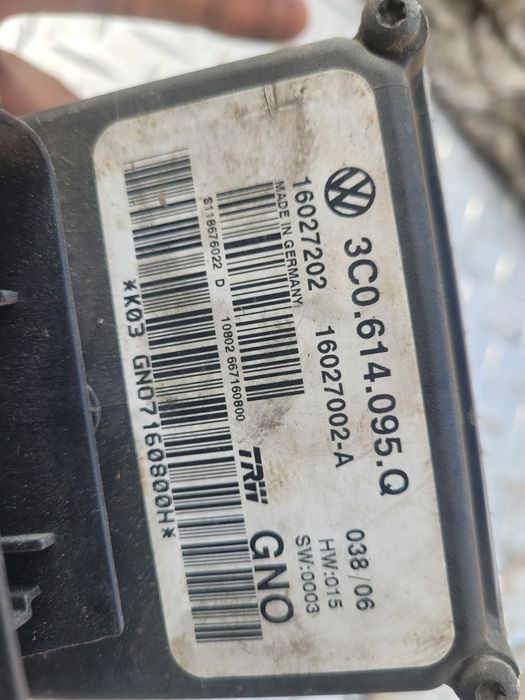 3C0.614.095.Q
16027202 16027002-A
MADE IN GERMANY
038/06
HW:015
SW:0003
S118676022 D 10802 667160800
TRW
GNO
*K03 GNO7160800H*